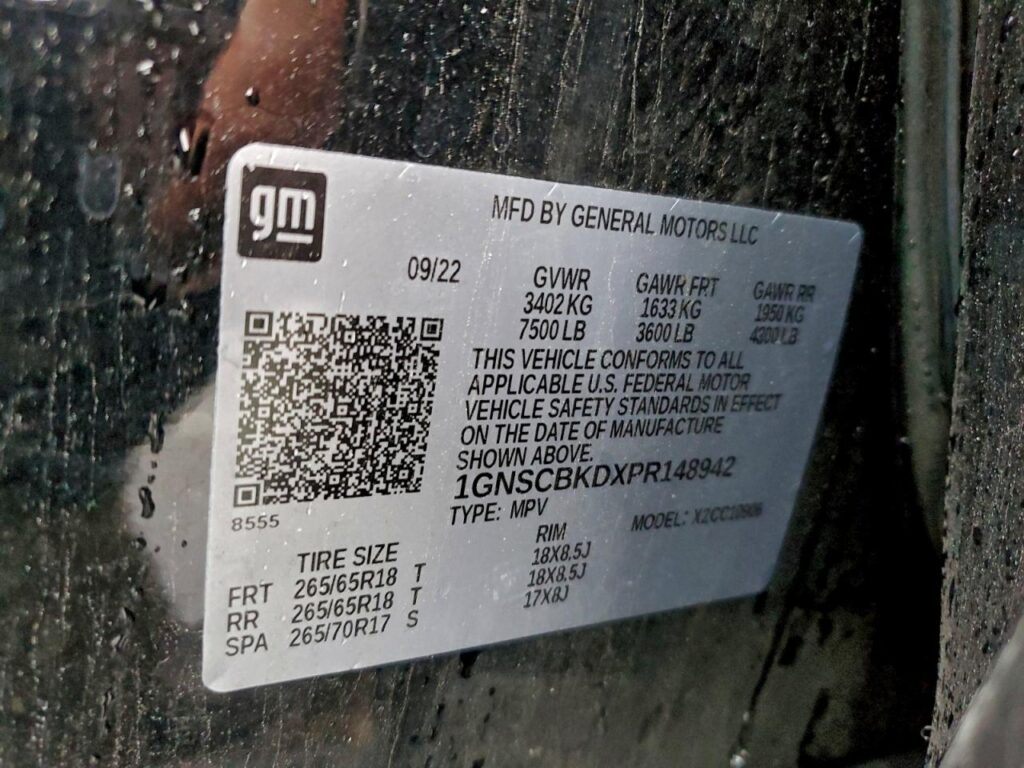 gm
MFD BY GENERAL MOTORS LLC
09/22 GVWR GAWR FRT GAWR RR
3402 KG 1633 KG 1950 KG
7500 LB 3600 LB 4300 LB
THIS VEHICLE CONFORMS TO ALL
APPLICABLE U.S. FEDERAL MOTOR
VEHICLE SAFETY STANDARDS IN EFFECT
ON THE DATE OF MANUFACTURE
SHOWN ABOVE.
1GNSCBKDXPR148942
TYPE: MPV MODEL:
8555
TIRE SIZE RIM
FRT 265/65R18 T 18X8.5J
RR 265/65R18 T 18X8.5J
SPA 265/70R17 S 17X8J